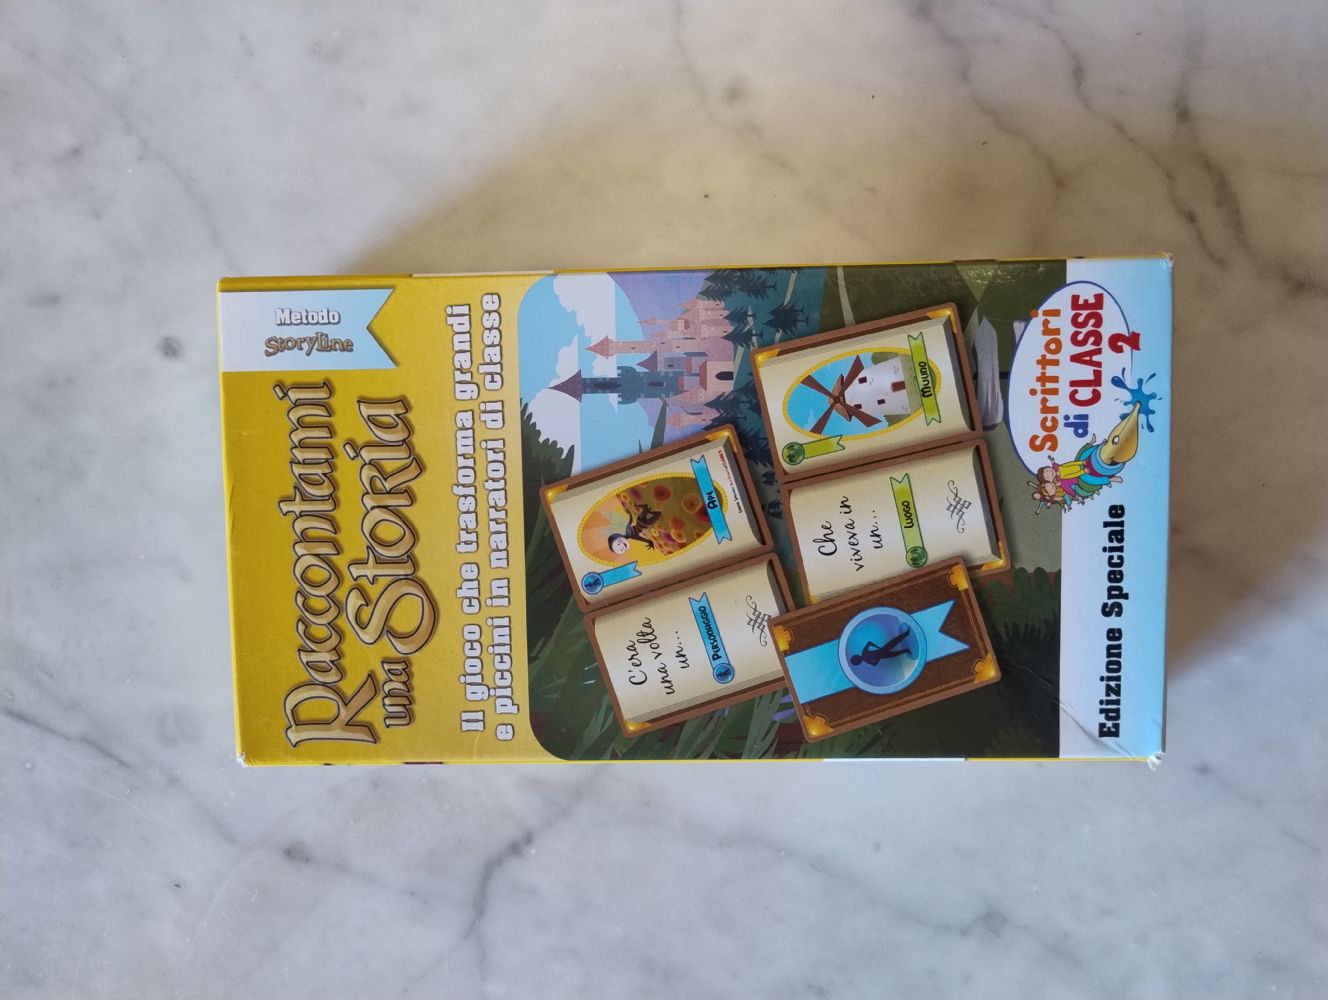 Metodo
StoryLine
Raccontami
una Storia
Il gioco che trasforma grandi
e piccini in narratori di classe
Ape
C'era
una volta
un...
Personaggio
Mulino
Che
viveva in
un...
Luogo
Scrittori
di CLASSE
2
Edizione Speciale